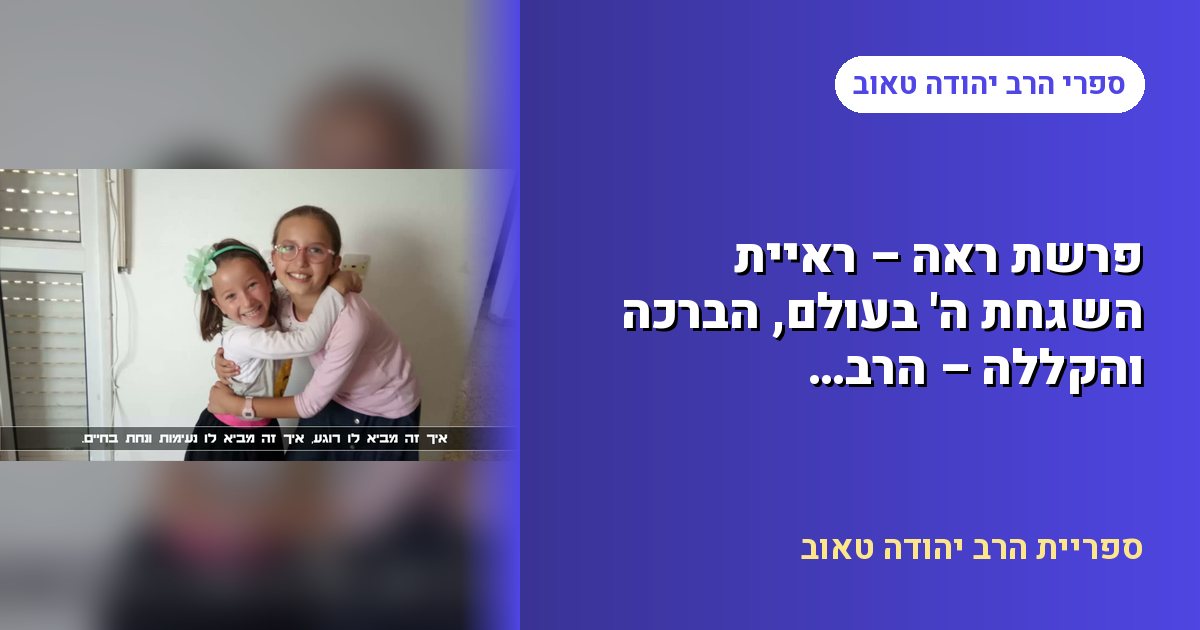 ספרי הרב יהודה טאוב
פרשת ראה – ראיית
השגחת ה' בעולם, הברכה
והקללה – הרב...
איך זה מביא לו רוגע, איך זה מביא לו נעימות ונחת בחיים.
ספריית הרב יהודה טאוב